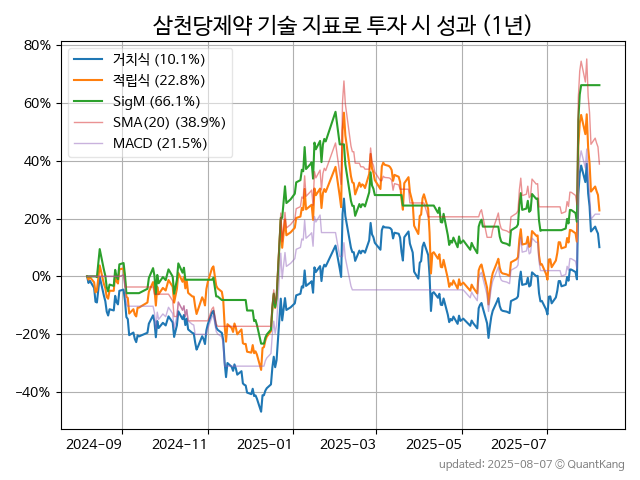 삼천당제약 기술 지표로 투자 시 성과 (1년)
80%
60%
40%
20%
0%
−20%
−40%
거치식 (10.1%)
적립식 (22.8%)
SigM (66.1%)
SMA(20) (38.9%)
MACD (21.5%)
2024-09
2024-11
2025-01
2025-03
2025-05
2025-07
updated: 2025-08-07 © QuantKang